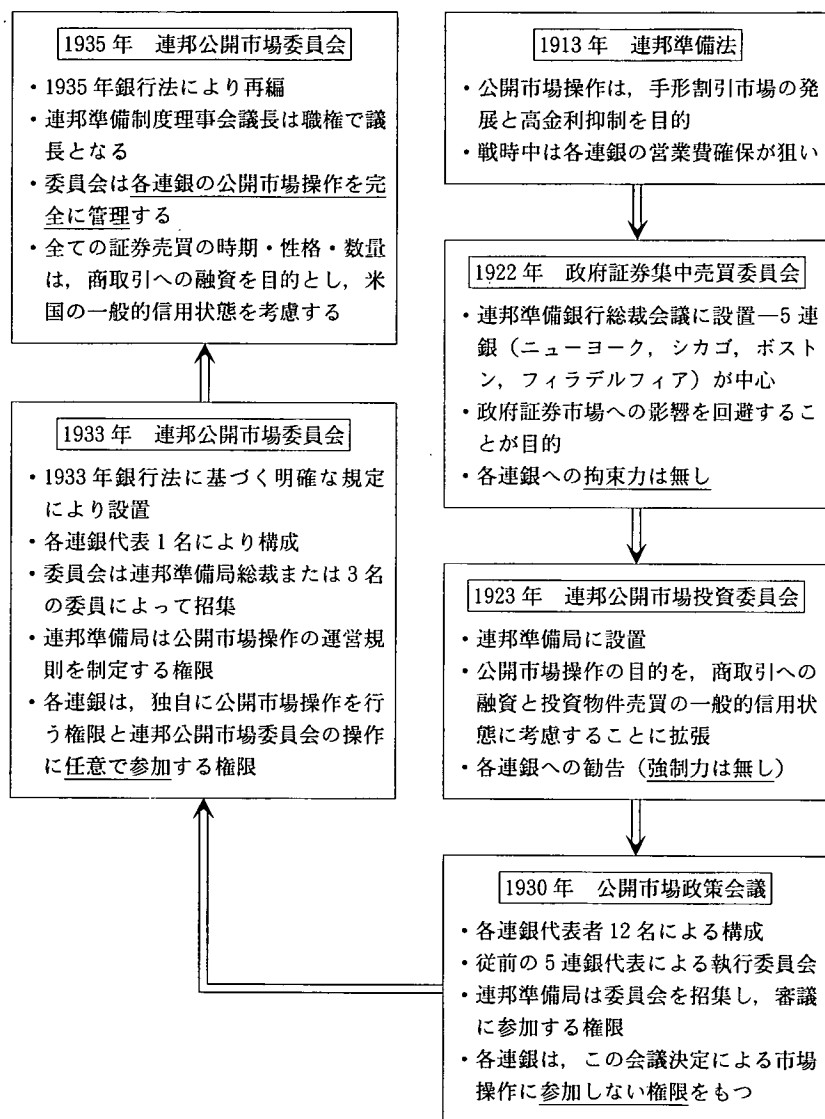 1913年 連邦準備法
・公開市場操作は，手形割引市場の発
展と高金利抑制を目的
・戦時中は各連銀の営業費確保が狙い
1922年 政府証券集中売買委員会
・連邦準備銀行総裁会議に設置―5連
銀（ニューヨーク，シカゴ，ボスト
ン，フィラデルフィア）が中心
・政府証券市場への影響を回避するこ
とが目的
・各連銀への拘束力は無し
1923年 連邦公開市場投資委員会
・連邦準備局に設置
・公開市場操作の目的を，商取引への
融資と投資物件売買の一般的信用状
態に考慮することに拡張
・各連銀への勧告（強制力は無し）
1930年 公開市場政策会議
・各連銀代表者12名による構成
・従前の5連銀代表による執行委員会
・連邦準備局は委員会を招集し，審議
に参加する権限
・各連銀は，この会議決定による市場
操作に参加しない権限をもつ
1933年 連邦公開市場委員会
・1933年銀行法に基づく明確な規定
により設置
・各連銀代表1名により構成
・委員会は連邦準備局総裁または3名
の委員によって招集
・連邦準備局は公開市場操作の運営規
則を制定する権限
・各連銀は，独自に公開市場操作を行
う権限と連邦公開市場委員会の操作
に任意で参加する権限
1935年 連邦公開市場委員会
・1935年銀行法により再編
・連邦準備制度理事会議長は職権で議
長となる
・委員会は各連銀の公開市場操作を完
全に管理する
・全ての証券売買の時期・性格・数量
は，商取引への融資を目的とし，米
国の一般的信用状態を考慮する